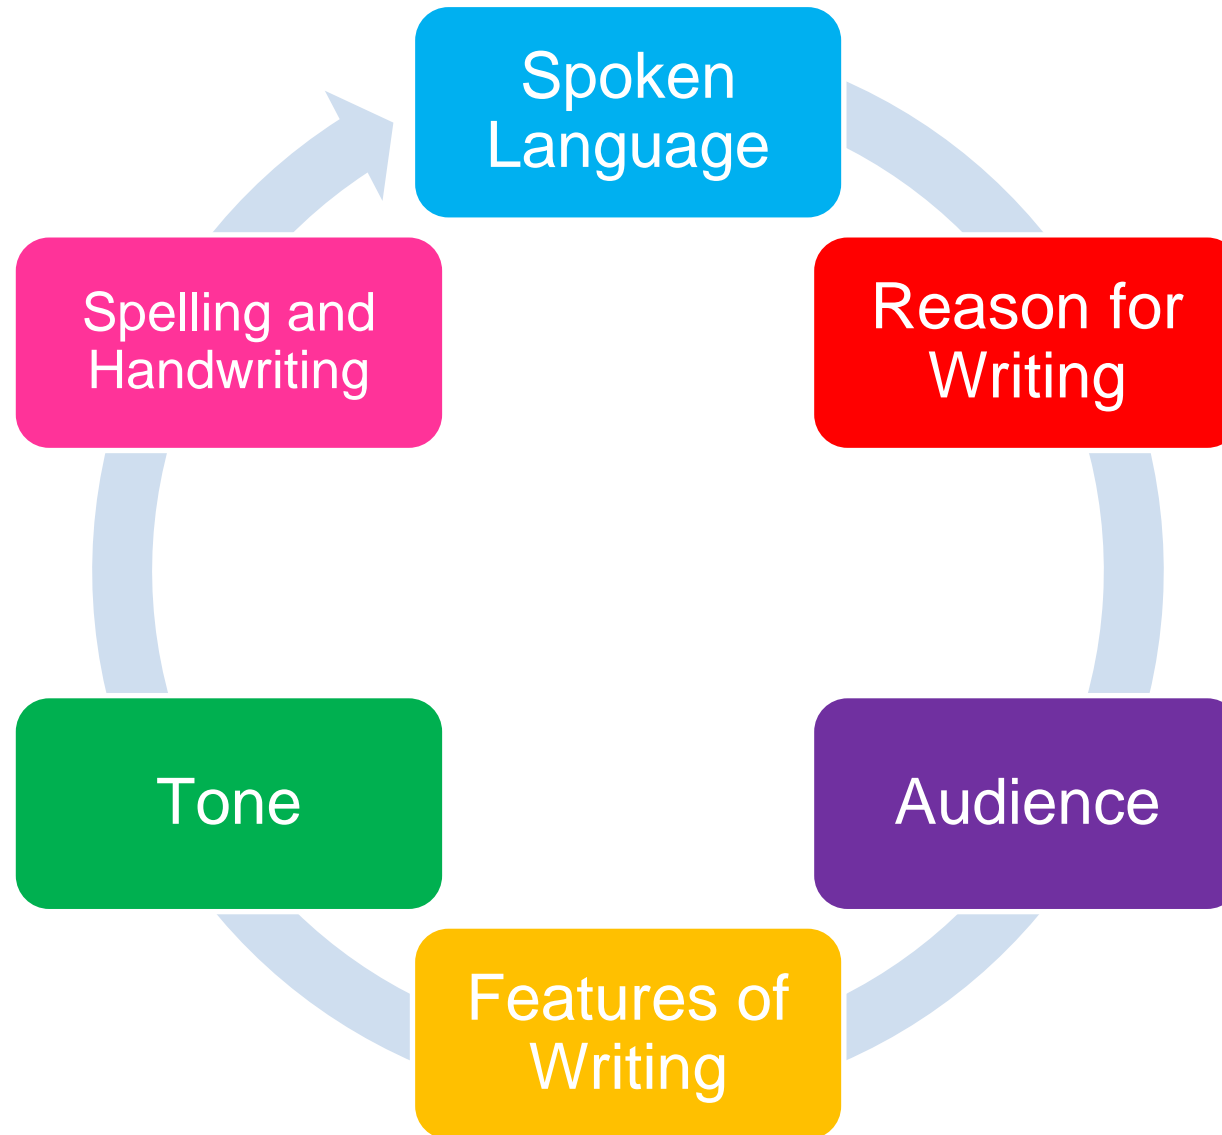 Spoken
Language
Reason for
Writing
Audience
Features of
Writing
Tone
Spelling and
Handwriting